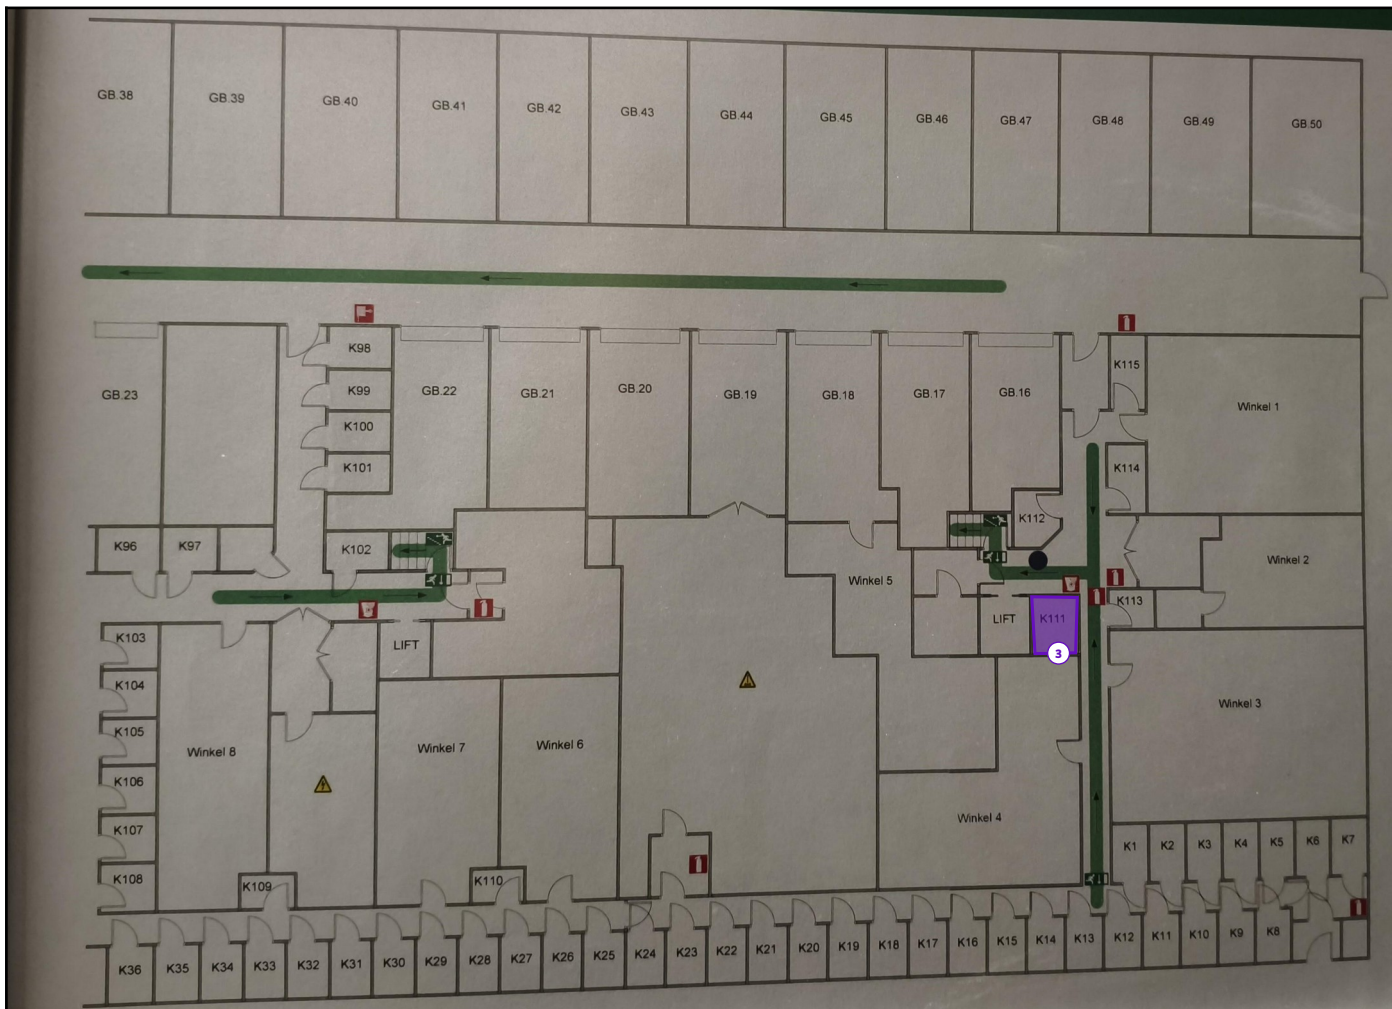 GB.38 GB.39 GB.40 GB.41 GB.42 GB.43 GB.44 GB.45 GB.46 GB.47 GB.48 GB.49 GB.50
K98
K99
K100
K101
GB.23 GB.22 GB.21 GB.20 GB.19 GB.18 GB.17 GB.16
K115
Winkel 1
K114
K112
K96 K97 K102
Winkel 5
Winkel 2
K113
LIFT
LIFT
K111
3
K103
K104
K105
K106
K107
K108
Winkel 8
Winkel 7
Winkel 6
Winkel 3
Winkel 4
K109
K110
K1 K2 K3 K4 K5 K6 K7
K36 K35 K34 K33 K32 K31 K30 K29 K28 K27 K26 K25 K24 K23 K22 K21 K20 K19 K18 K17 K16 K15 K14 K13 K12 K11 K10 K9 K8